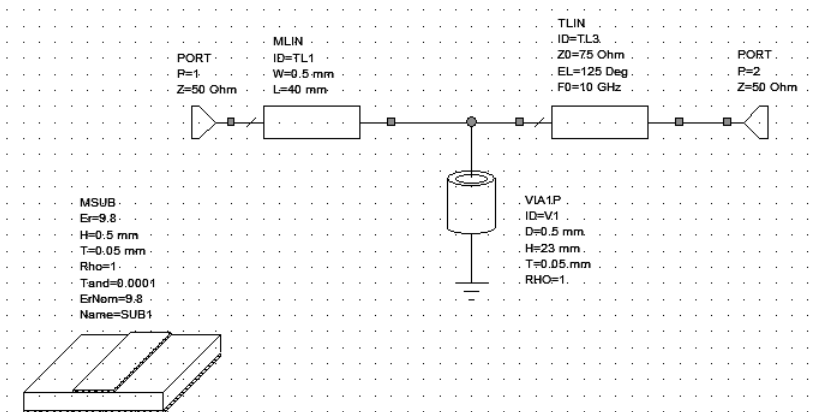 PORT
P=1
Z=50 Ohm
MLIN
ID=TL1
W=0.5 mm
L=40 mm
TLIN
ID=TL3
Z0=75 Ohm
EL=125 Deg
F0=10 GHz
PORT
P=2
Z=50 Ohm
MSUB
Er=9.8
H=0.5 mm
T=0.05 mm
Rho=1
Tand=0.0001
ErNom=9.8
Name=SUB1
VIA1P
ID=V1
D=0.5 mm
H=23 mm
T=0.05 mm
RHO=1